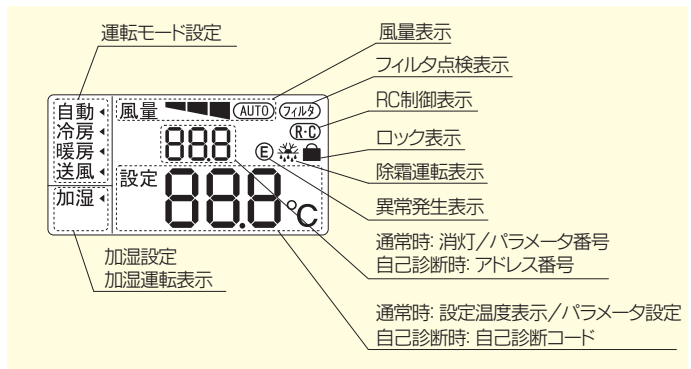 運転モード設定
風量表示
フィルタ点検表示
RC制御表示
ロック表示
除霜運転表示
異常発生表示
通常時: 消灯/パラメータ番号
自己診断時: アドレス番号
通常時: 設定温度表示/パラメータ設定
自己診断時: 自己診断コード
自動
冷房
暖房
送風
加湿
風量 AUTO フィルタ
R·C
88.8 E
設定
88.8℃
加湿設定
加湿運転表示